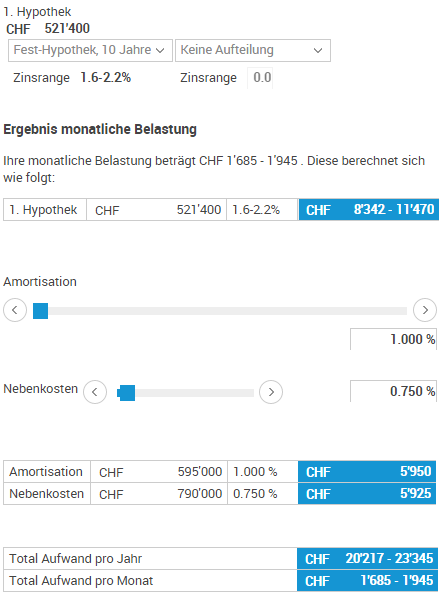 1. Hypothek
CHF 521'400
Fest-Hypothek, 10 Jahre Keine Aufteilung
Zinsrange 1.6-2.2% Zinsrange 0.0
Ergebnis monatliche Belastung
Ihre monatliche Belastung beträgt CHF 1'685 - 1'945 . Diese berechnet sich
wie folgt:
1. Hypothek CHF 521'400 1.6-2.2% CHF 8'342 - 11'470
Amortisation
1.000 %
Nebenkosten 0.750 %
Amortisation CHF 595'000 1.000 % CHF 5'950
Nebenkosten CHF 790'000 0.750 % CHF 5'925
Total Aufwand pro Jahr CHF 20'217 - 23'345
Total Aufwand pro Monat CHF 1'685 - 1'945